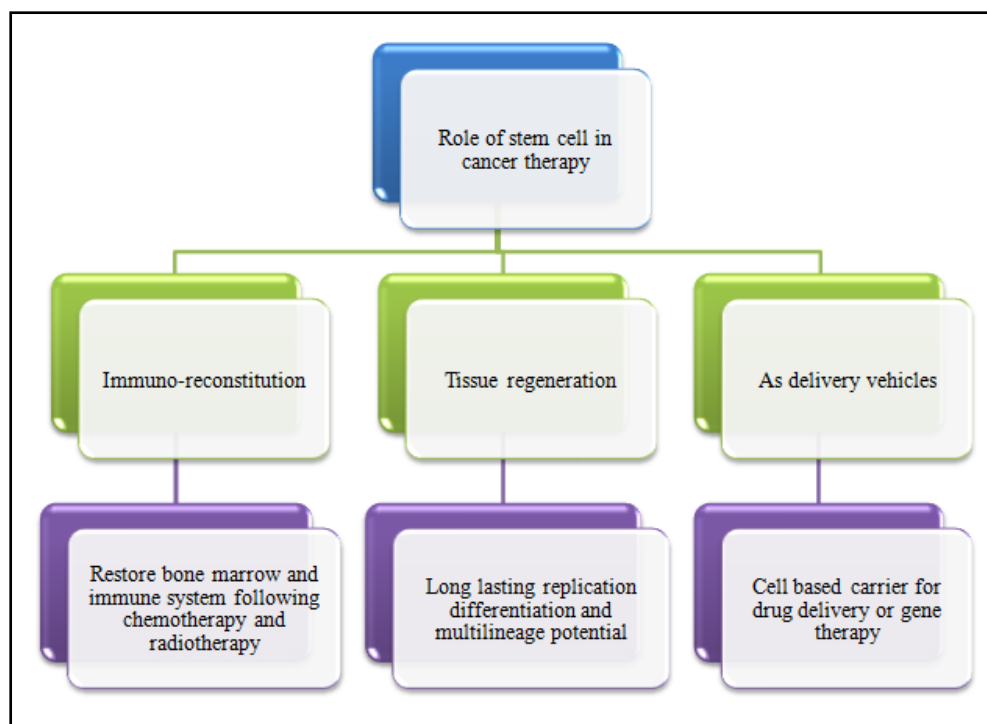 Role of stem cell in
cancer therapy
Immuno-reconstitution
Tissue regeneration
As delivery vehicles
Restore bone marrow and
immune system following
chemotherapy and
radiotherapy
Long lasting replication
differentiation and
multilineage potential
Cell based carrier for
drug delivery or gene
therapy